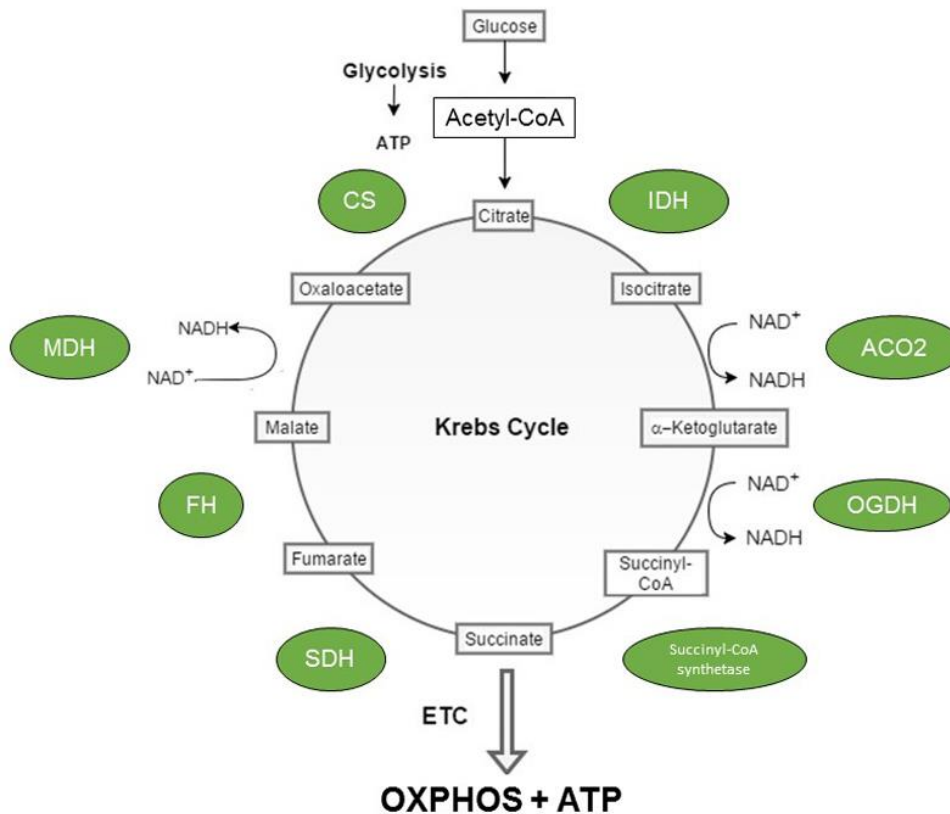 Glucose
Glycolysis
Acetyl-CoA
ATP
CS
IDH
Citrate
Oxaloacetate
Isocitrate
NADH
NAD+
MDH
NAD+
NADH
ACO2
Malate
Krebs Cycle
α–Ketoglutarate
FH
NAD+
NADH
OGDH
Fumarate
Succinyl-
CoA
SDH
Succinate
Succinyl-CoA
synthetase
ETC
OXPHOS + ATP